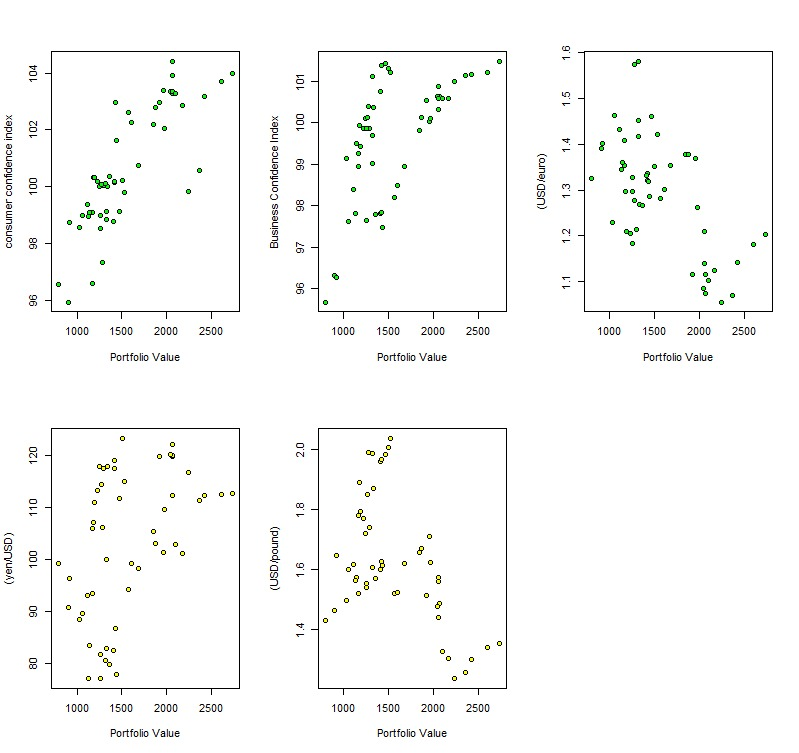 consumer confidence Index
104
102
100
98
96
1000 1500 2000 2500
Portfolio Value
Business Confidence Index
101
100
99
98
97
96
1000 1500 2000 2500
Portfolio Value
(USD/euro)
1.6
1.5
1.4
1.3
1.2
1.1
1000 1500 2000 2500
Portfolio Value
(yen/USD)
120
110
100
90
80
1000 1500 2000 2500
Portfolio Value
(USD/pound)
2.0
1.8
1.6
1.4
1000 1500 2000 2500
Portfolio Value